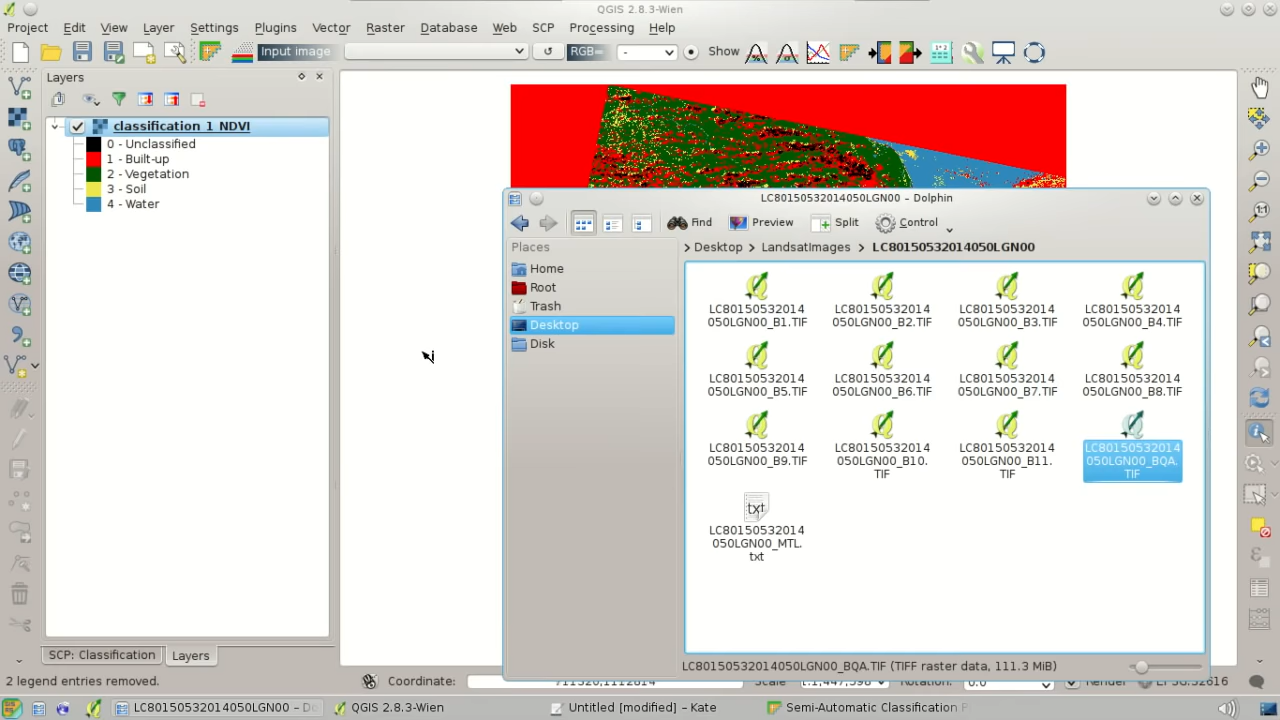 QGIS 2.8.3-Wien
Project Edit View Layer Settings Plugins Vector Raster Database Web SCP Processing Help
Input image RGB= - Show
Layers
classification_1_NDVI
0 - Unclassified
1 - Built-up
2 - Vegetation
3 - Soil
4 - Water
LC80150532014050LGN00 – Dolphin
Find Preview Split Control
Places
Desktop LandsatImages LC80150532014050LGN00
Home
Root
Trash
Desktop
Disk
LC80150532014 LC80150532014 LC80150532014 LC80150532014
050LGN00_B1.TIF 050LGN00_B2.TIF 050LGN00_B3.TIF 050LGN00_B4.TIF
LC80150532014 LC80150532014 LC80150532014 LC80150532014
050LGN00_B5.TIF 050LGN00_B6.TIF 050LGN00_B7.TIF 050LGN00_B8.TIF
LC80150532014 LC80150532014 LC80150532014 LC80150532014
050LGN00_B9.TIF 050LGN00_B10. 050LGN00_B11. 050LGN00_BQA.
TIF TIF TIF
txt
LC80150532014
050LGN00_MTL.
txt
SCP: Classification Layers
LC80150532014050LGN00_BQA.TIF (TIFF raster data, 111.3 MiB)
2 legend entries removed. Coordinate: Scale Rotation: 0.0 Render EPSG:32616
LC80150532014050LGN00 – Do QGIS 2.8.3-Wien Untitled [modified] – Kate Semi-Automatic Classification P